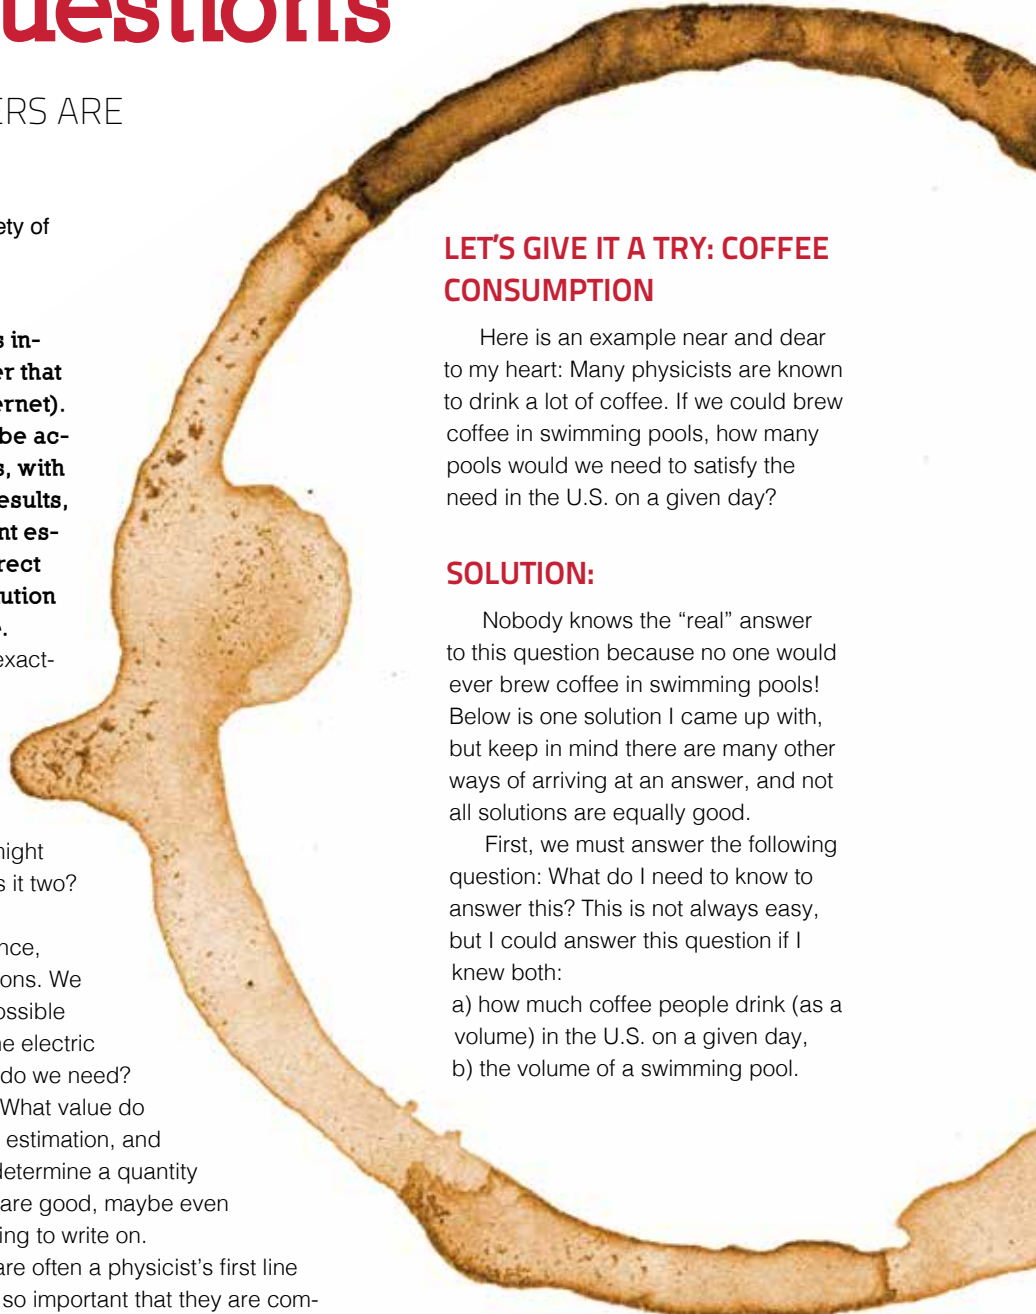 uestions
ERS ARE
ety of
s in-
er that
ernet).
be ac-
s, with
esults,
nt es-
rect
ution
.
exact-
night
s it two?
nce,
ons. We
ossible
e electric
do we need?
What value do
estimation, and
determine a quantity
are good, maybe even
ing to write on.
are often a physicist's first line
so important that they are com-
LET'S GIVE IT A TRY: COFFEE
CONSUMPTION
Here is an example near and dear
to my heart: Many physicists are known
to drink a lot of coffee. If we could brew
coffee in swimming pools, how many
pools would we need to satisfy the
need in the U.S. on a given day?
SOLUTION:
Nobody knows the “real” answer
to this question because no one would
ever brew coffee in swimming pools!
Below is one solution I came up with,
but keep in mind there are many other
ways of arriving at an answer, and not
all solutions are equally good.
First, we must answer the following
question: What do I need to know to
answer this? This is not always easy,
but I could answer this question if I
knew both:
a) how much coffee people drink (as a
volume) in the U.S. on a given day,
b) the volume of a swimming pool.